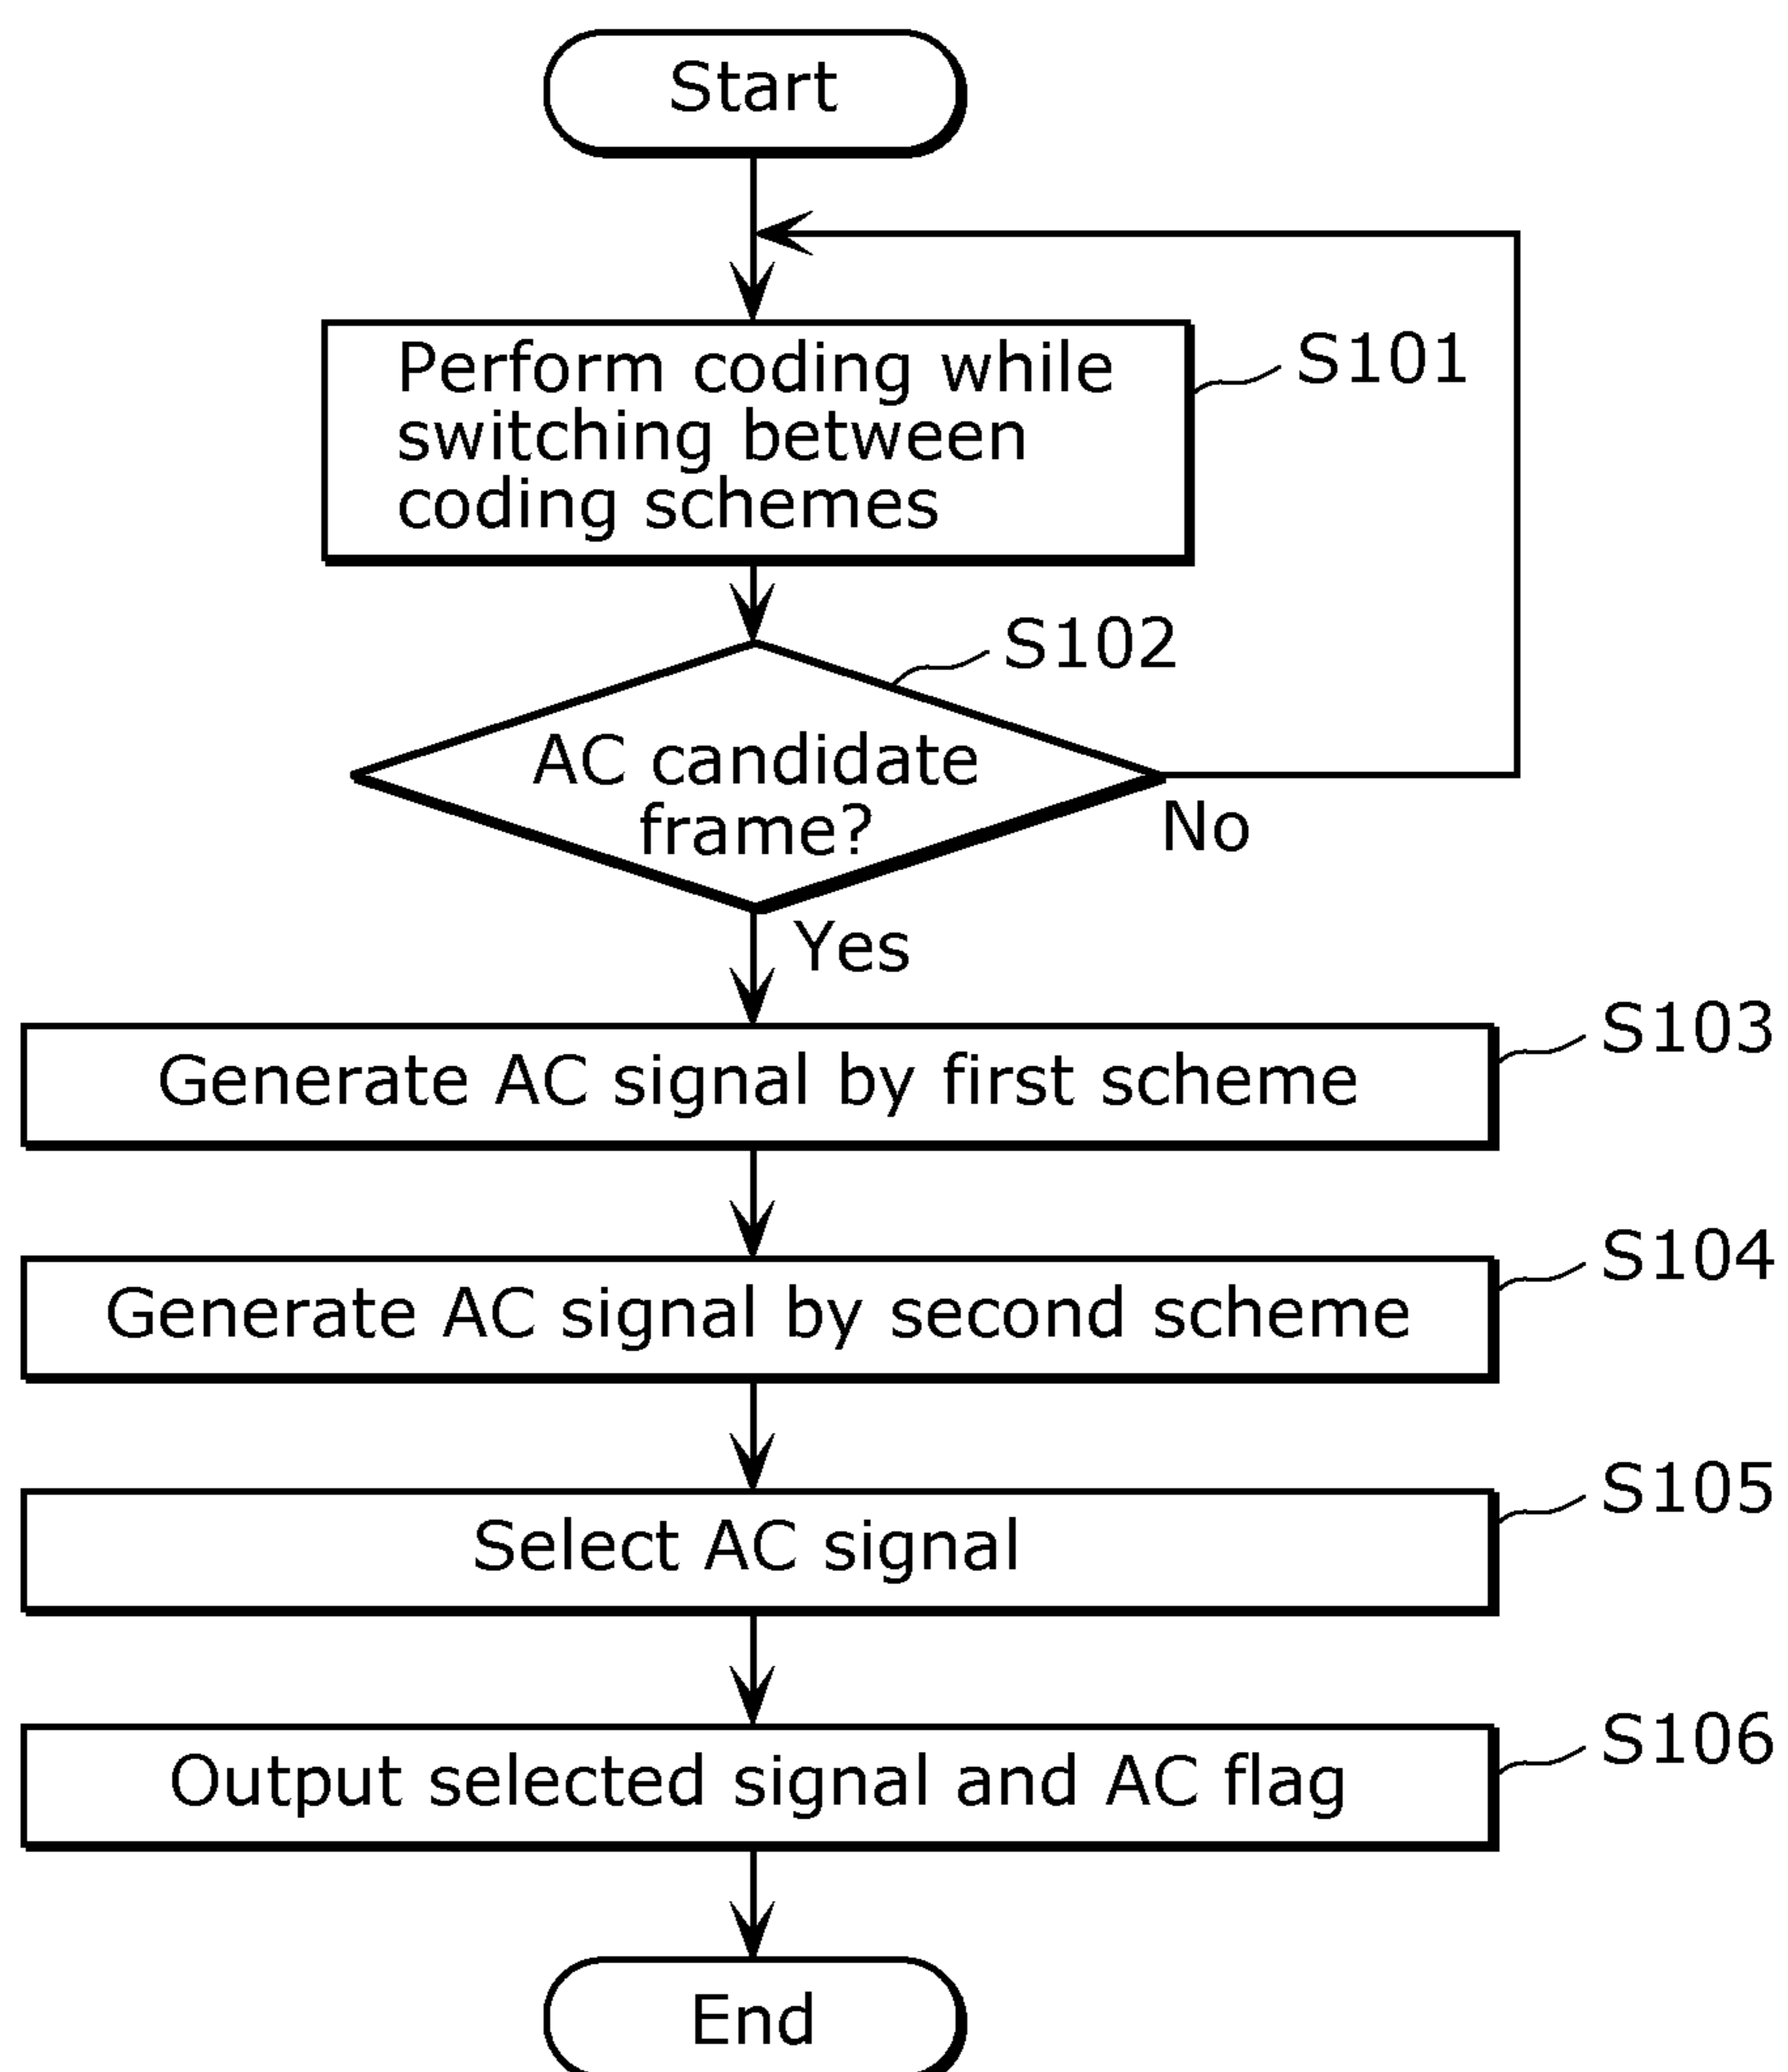 Start
Perform coding while
switching between
coding schemes
S101
S102
AC candidate
frame?
No
Yes
Generate AC signal by first scheme
S103
Generate AC signal by second scheme
S104
Select AC signal
S105
Output selected signal and AC flag
S106
End